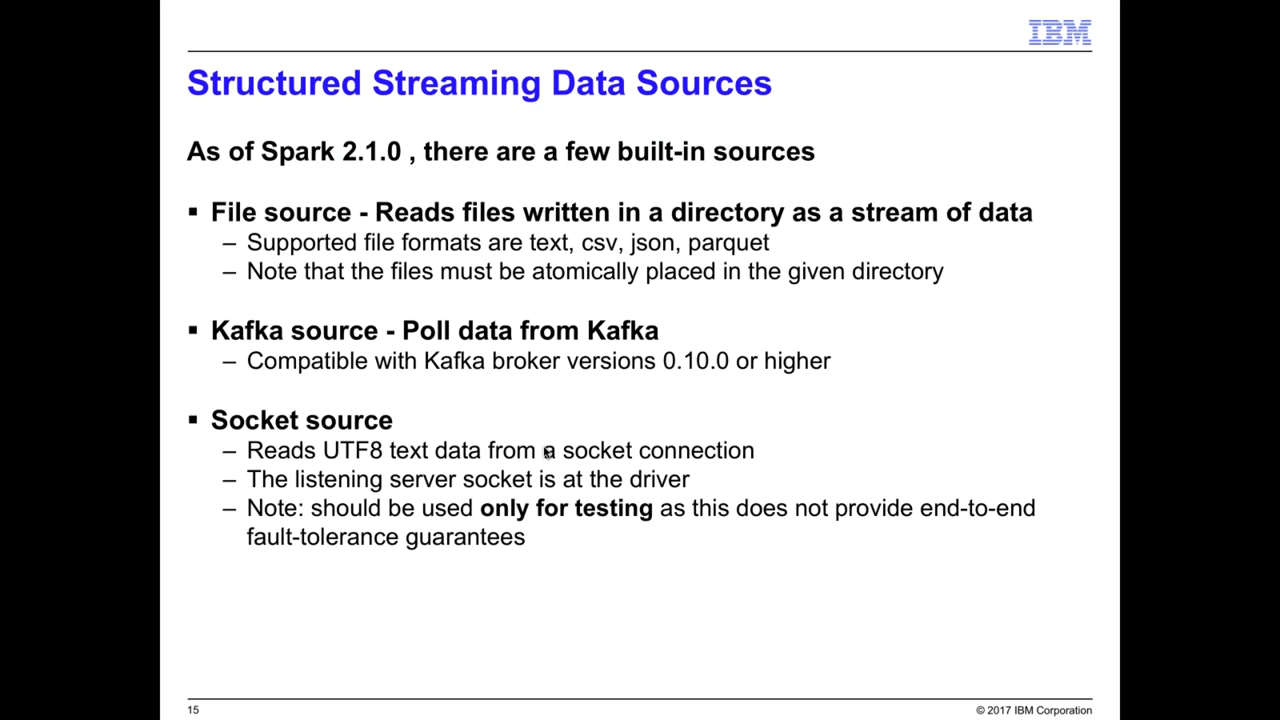 IBM
Structured Streaming Data Sources
As of Spark 2.1.0 , there are a few built-in sources
▪ File source - Reads files written in a directory as a stream of data
– Supported file formats are text, csv, json, parquet
– Note that the files must be atomically placed in the given directory
▪ Kafka source - Poll data from Kafka
– Compatible with Kafka broker versions 0.10.0 or higher
▪ Socket source
– Reads UTF8 text data from a socket connection
– The listening server socket is at the driver
– Note: should be used only for testing as this does not provide end-to-end
fault-tolerance guarantees
15
© 2017 IBM Corporation